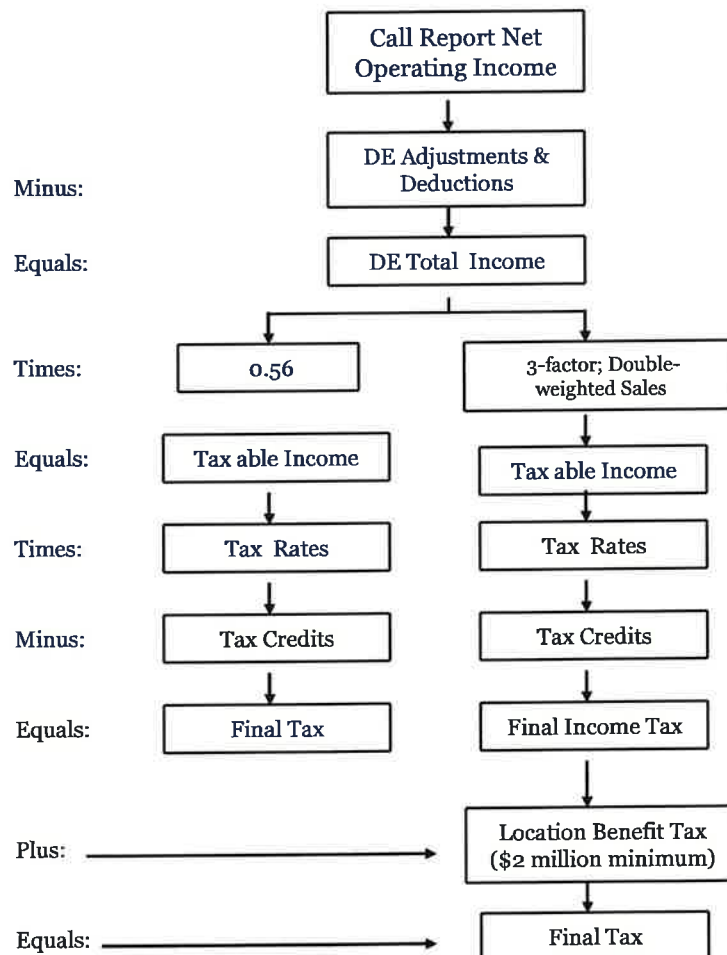 Call Report Net
Operating Income
Minus:
DE Adjustments &
Deductions
Equals:
DE Total Income
Times:
0.56
3-factor; Double-
weighted Sales
Equals:
Tax able Income
Tax able Income
Times:
Tax Rates
Tax Rates
Minus:
Tax Credits
Tax Credits
Equals:
Final Tax
Final Income Tax
Plus:
Location Benefit Tax
($2 million minimum)
Equals:
Final Tax